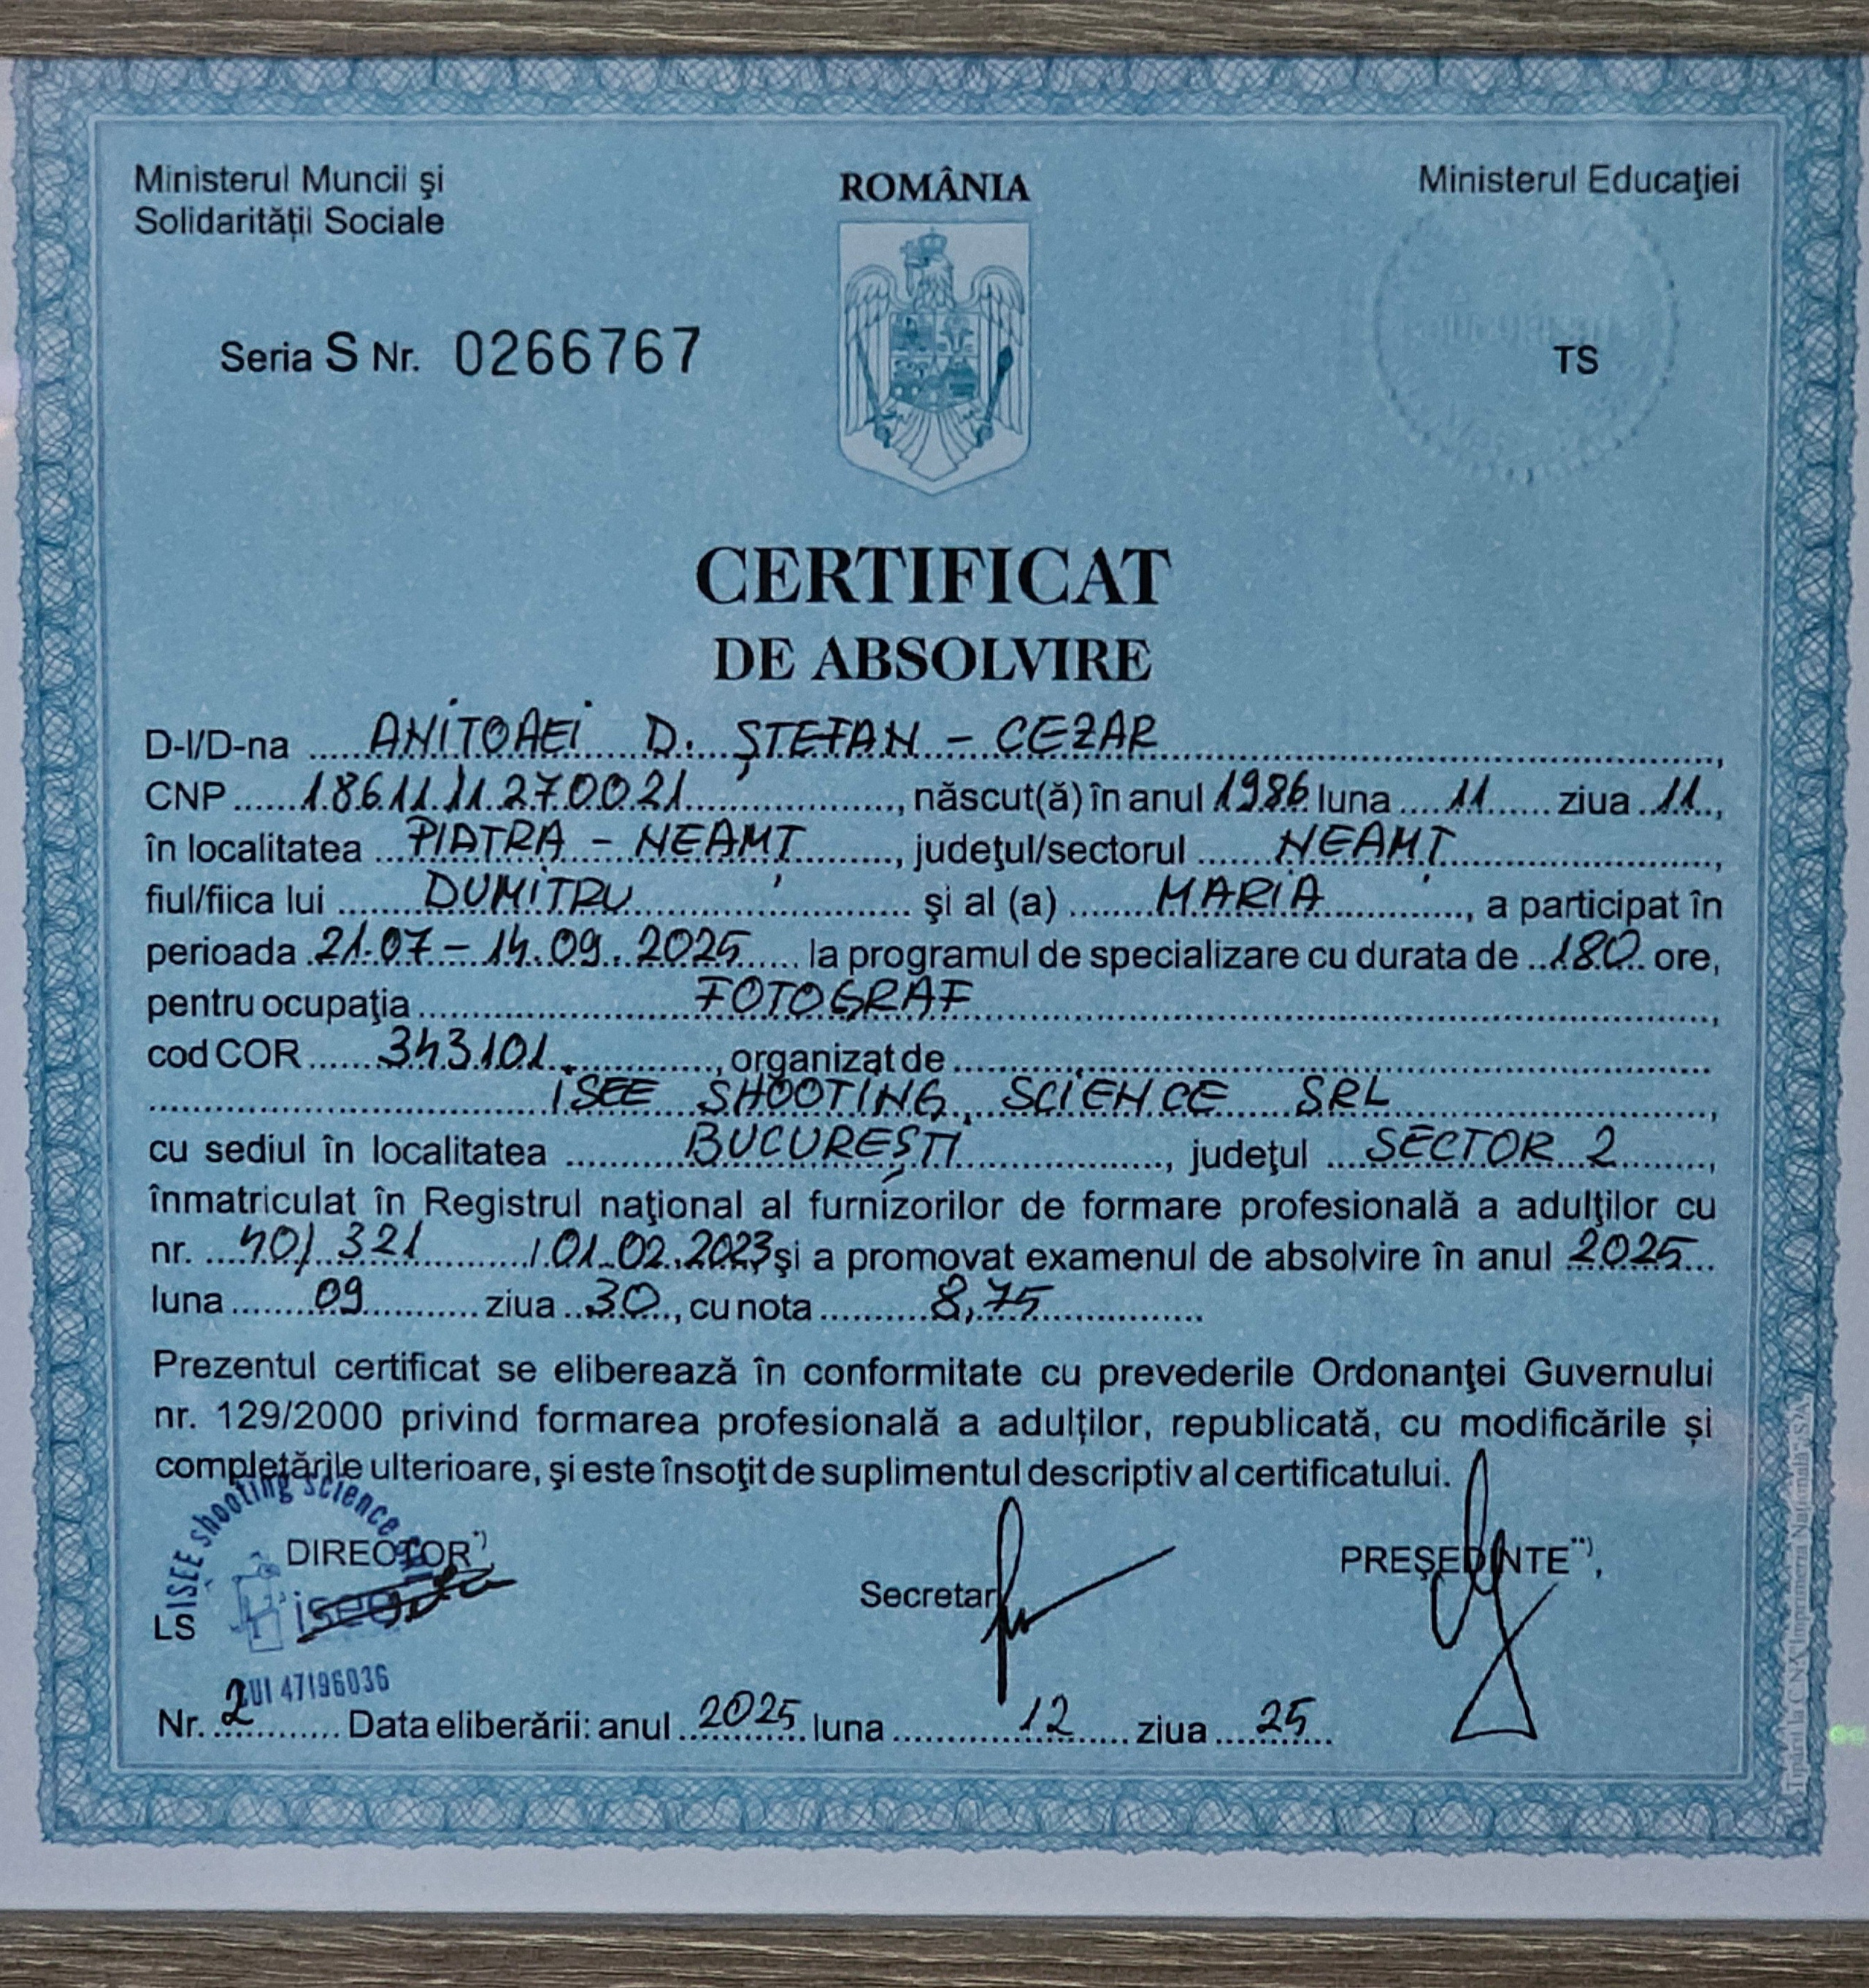 Ministerul Muncii şi
Solidarităţii Sociale
ROMÂNIA
Ministerul Educaţiei
Seria S Nr. 0266767
TS
CERTIFICAT
DE ABSOLVIRE
D-l/D-na ANITOAEI D. ŞTEFAN - CEZAR,
CNP 1861111270021, născut(ă) în anul 1986 luna 11 ziua 11,
în localitatea PIATRA - NEAMŢ, judeţul/sectorul NEAMŢ,
fiul/fiica lui DUMITRU şi al (a) MARIA, a participat în
perioada 21.07 - 14.09.2025 la programul de specializare cu durata de 180 ore,
pentru ocupaţia FOTOGRAF,
cod COR 343101, organizat de
ISEE SHOOTING SCIENCE SRL,
cu sediul în localitatea BUCUREŞTI, judeţul SECTOR 2,
înmatriculat în Registrul naţional al furnizorilor de formare profesională a adulţilor cu
nr. 40/321 / 01.02.2023 şi a promovat examenul de absolvire în anul 2025
luna 09 ziua 30, cu nota 8,75
Prezentul certificat se eliberează în conformitate cu prevederile Ordonanţei Guvernului
nr. 129/2000 privind formarea profesională a adulţilor, republicată, cu modificările şi
completările ulterioare, şi este însoţit de suplimentul descriptiv al certificatului.
ISEE shooting science srl
DIRECTOR*)
isee
LS
CUI 47196036
Secretar
PREŞEDINTE**),
Nr. 2 Data eliberării: anul 2025 luna 12 ziua 25
Tipărit la C.N. "Imprimeria Naţională" S.A.